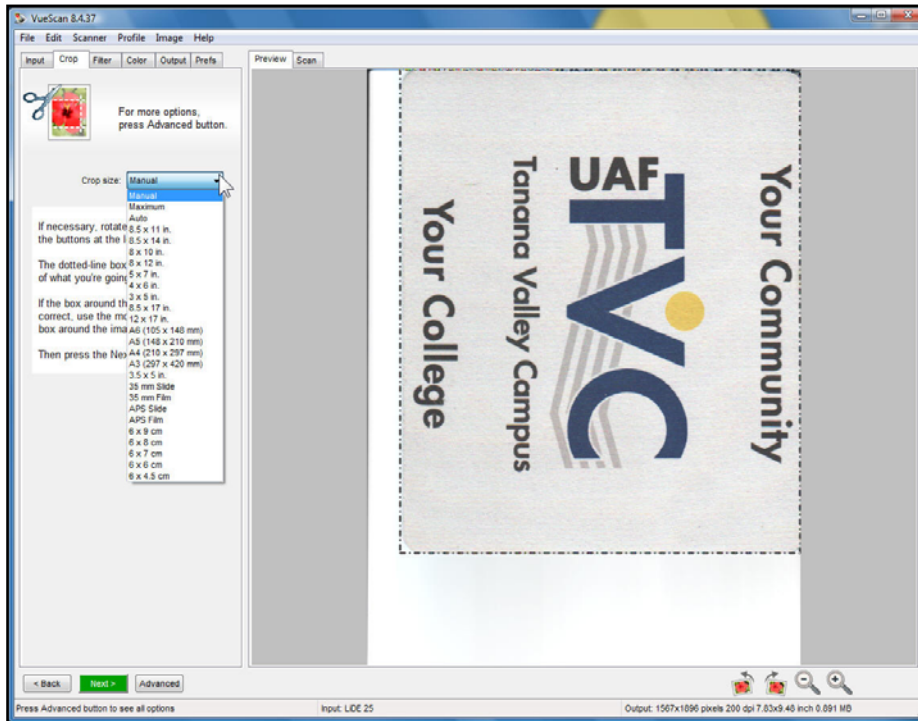 VueScan 8.4.37
File Edit Scanner Profile Image Help
Input Crop Filter Color Output Prefs
Preview Scan
For more options,
press Advanced button.
Crop size: Manual
Manual
Maximum
Auto
8.5 x 11 in.
8.5 x 14 in.
8 x 10 in.
8 x 12 in.
5 x 7 in.
4 x 6 in.
3 x 5 in.
8.5 x 17 in.
12 x 17 in.
A6 (105 x 148 mm)
A5 (148 x 210 mm)
A4 (210 x 297 mm)
A3 (297 x 420 mm)
3.5 x 5 in.
35 mm Slide
35 mm Film
APS Slide
APS Film
6 x 9 cm
6 x 8 cm
6 x 7 cm
6 x 6 cm
6 x 4.5 cm
If necessary, rotate
the buttons at the
The dotted-line box
of what you're
If the box around
correct, use the
box around the
Then press the
Your Community
UAF
TVC
Tanana Valley Campus
Your College
< Back Next > Advanced
Press Advanced button to see all options
Input: LiDE 25
Output: 1567x1896 pixels 200 dpi 7.83x9.48 inch 0.891 MB